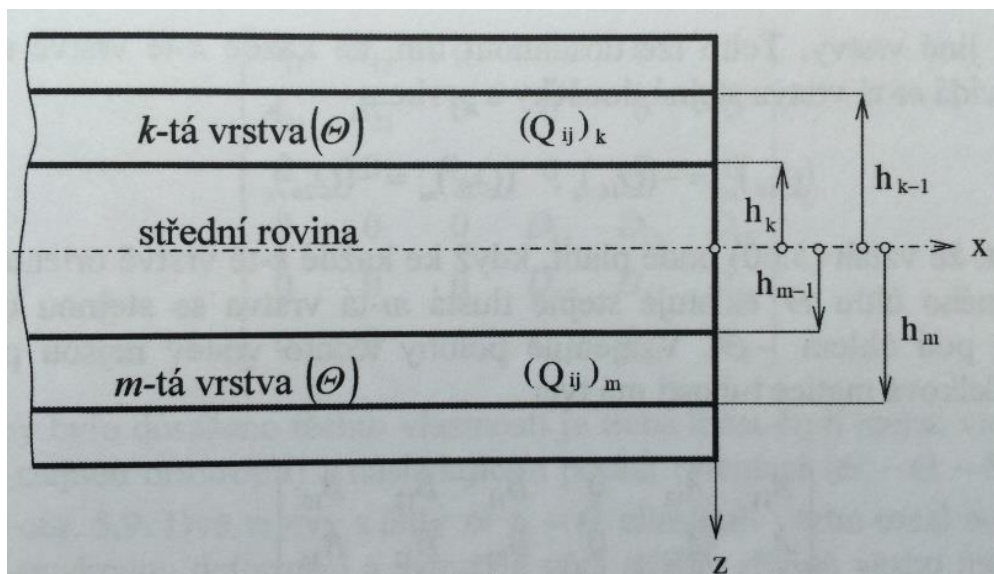 k-tá vrstva (Θ) (Q ij) k
h k
h k–1
střední rovina
x
h m–1
h m
m-tá vrstva (Θ) (Q ij) m
z